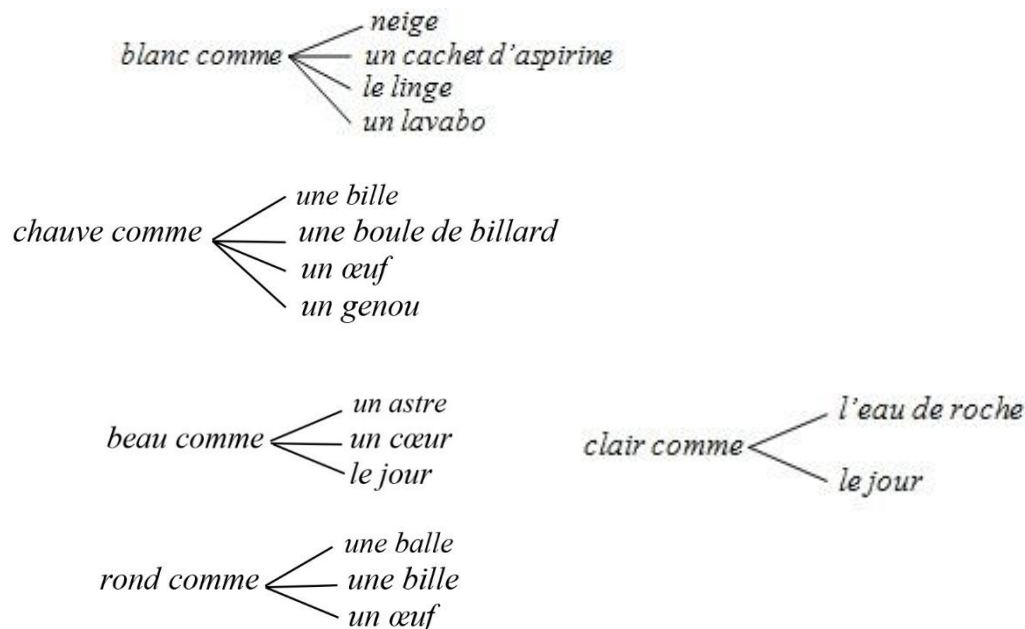 neige
blanc comme un cachet d'aspirine
le linge
un lavabo
une bille
chauve comme une boule de billard
un œuf
un genou
un astre
beau comme un cœur
le jour
l'eau de roche
clair comme
le jour
une balle
rond comme une bille
un œuf